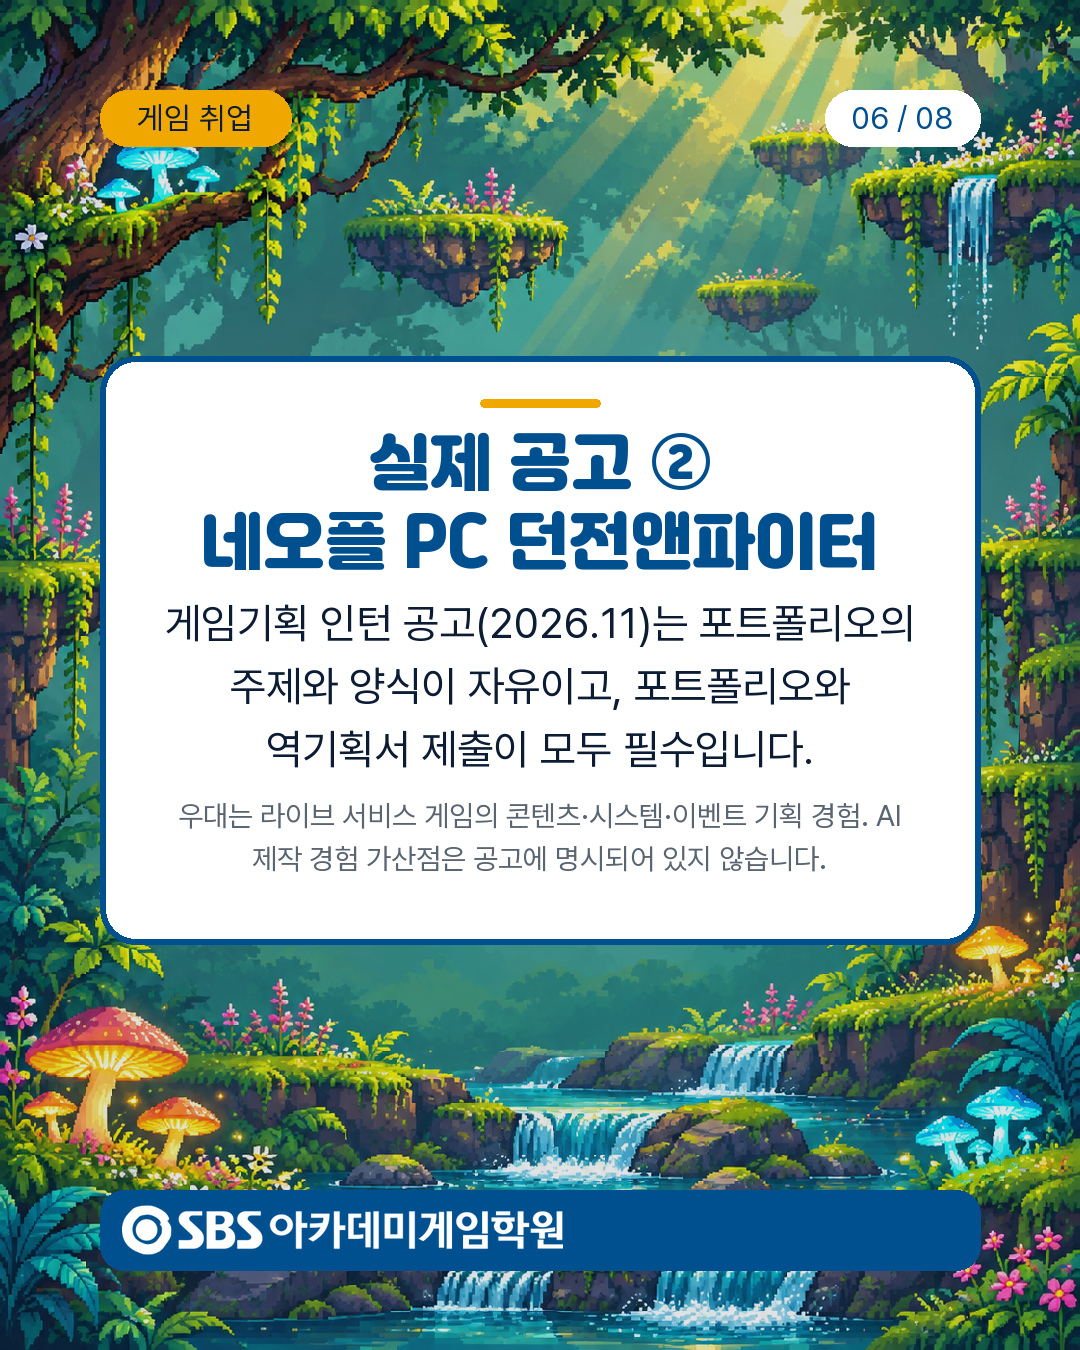 게임 취업
06 / 08
실제 공고 ②
네오플 PC 던전앤파이터
게임기획 인턴 공고(2026.11)는 포트폴리오의
주제와 양식이 자유이고, 포트폴리오와
역기획서 제출이 모두 필수입니다.
우대는 라이브 서비스 게임의 콘텐츠·시스템·이벤트 기획 경험. AI
제작 경험 가산점은 공고에 명시되어 있지 않습니다.
SBS 아카데미게임학원